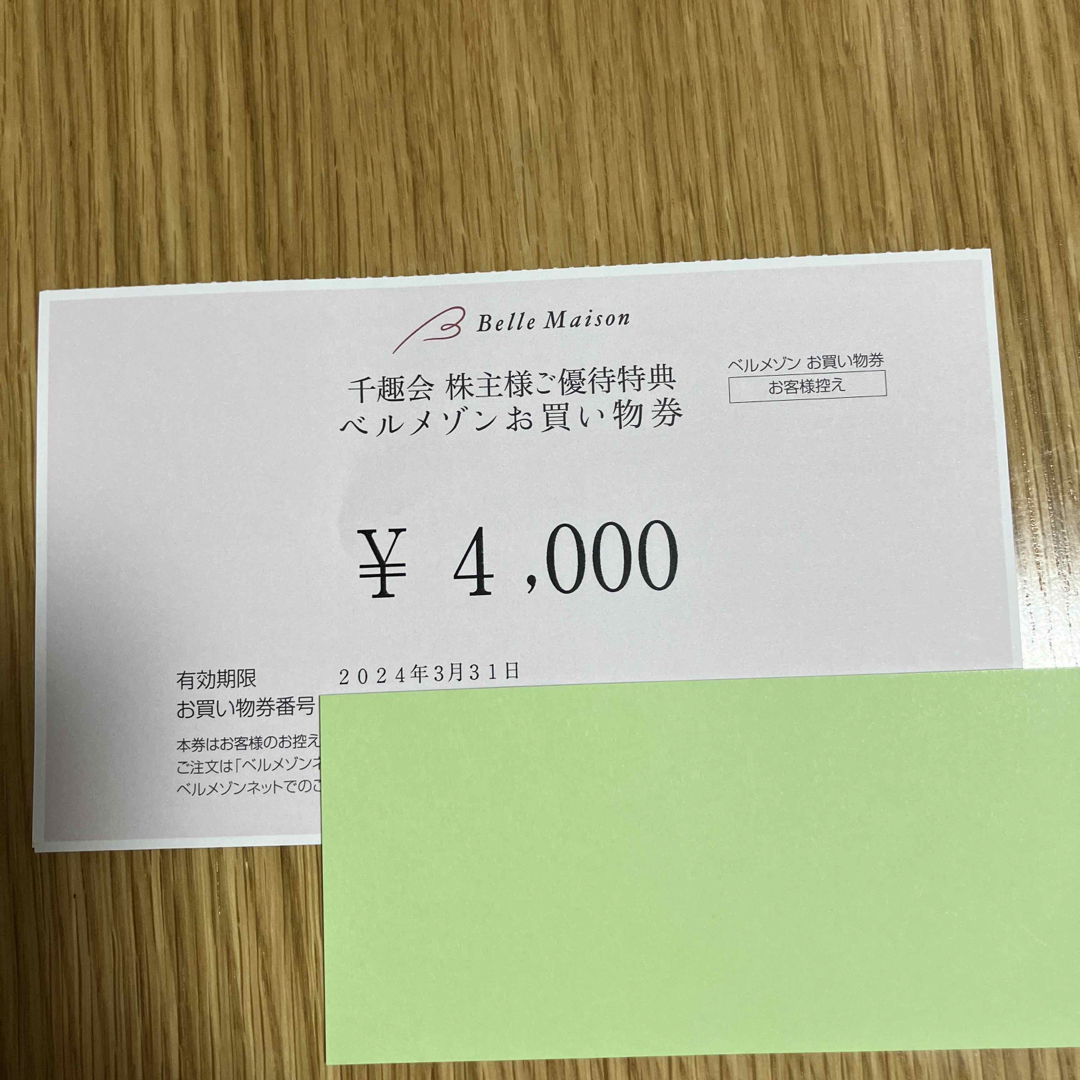 Belle Maison
千趣会 株主様ご優待特典
ベルメゾンお買い物券
ベルメゾン お買い物券
お客様控え
¥ 4,000
有効期限 2024年3月31日
お買い物券番号
本券はお客様のお控え
ご注文は「ベルメゾンネ
ベルメゾンネットでのご